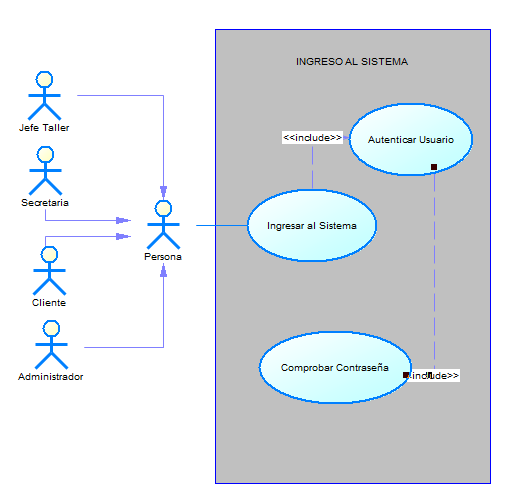 INGRESO AL SISTEMA
Jefe Taller
<<include>>
Autenticar Usuario
Secretaria
Ingresar al Sistema
Persona
Cliente
Comprobar Contraseña
<include>>
Administrador